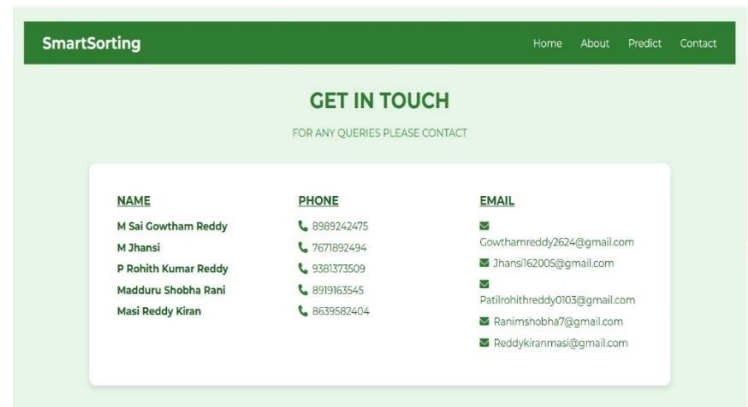 SmartSorting
Home About Predict Contact
GET IN TOUCH
FOR ANY QUERIES PLEASE CONTACT
NAME
M Sai Gowtham Reddy
M Jhansi
P Rohith Kumar Reddy
Madduru Shobha Rani
Masi Reddy Kiran
PHONE
8989242475
7671892494
9381373509
8919163545
8639582404
EMAIL
Gowthamreddy2624@gmail.com
Jhansi162005@gmail.com
Patilrohithreddy0103@gmail.com
Ranimshobha7@gmail.com
Reddykiranmasi@gmail.com